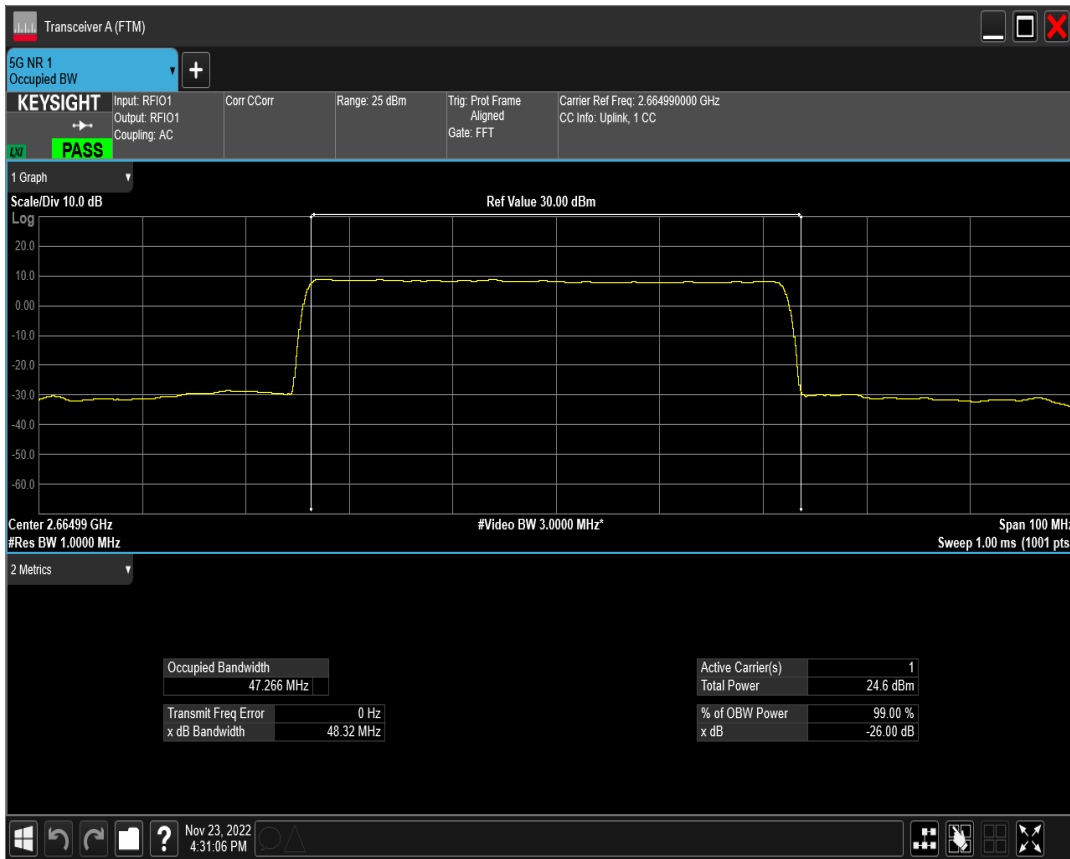 Transceiver A (FTM)
5G NR 1
Occupied BW
+
KEYSIGHT
LXI
PASS
Input: RFIO1
Output: RFIO1
Coupling: AC
Corr CCorr
Range: 25 dBm
Trig: Prot Frame
Aligned
Gate: FFT
Carrier Ref Freq: 2.664990000 GHz
CC Info: Uplink, 1 CC
1 Graph
Scale/Div 10.0 dB
Ref Value 30.00 dBm
Log
20.0
10.0
0.00
-10.0
-20.0
-30.0
-40.0
-50.0
-60.0
Center 2.66499 GHz
#Video BW 3.0000 MHz*
Span 100 MHz
#Res BW 1.0000 MHz
Sweep 1.00 ms (1001 pts
2 Metrics
Occupied Bandwidth
47.266 MHz
Transmit Freq Error 0 Hz
x dB Bandwidth 48.32 MHz
Active Carrier(s) 1
Total Power 24.6 dBm
% of OBW Power 99.00 %
x dB -26.00 dB
?
Nov 23, 2022
4:31:06 PM